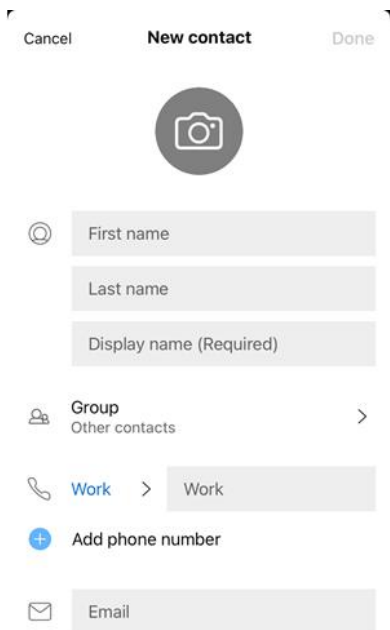 Cancel New contact Done
First name
Last name
Display name (Required)
Group
Other contacts
Work > Work
Add phone number
Email